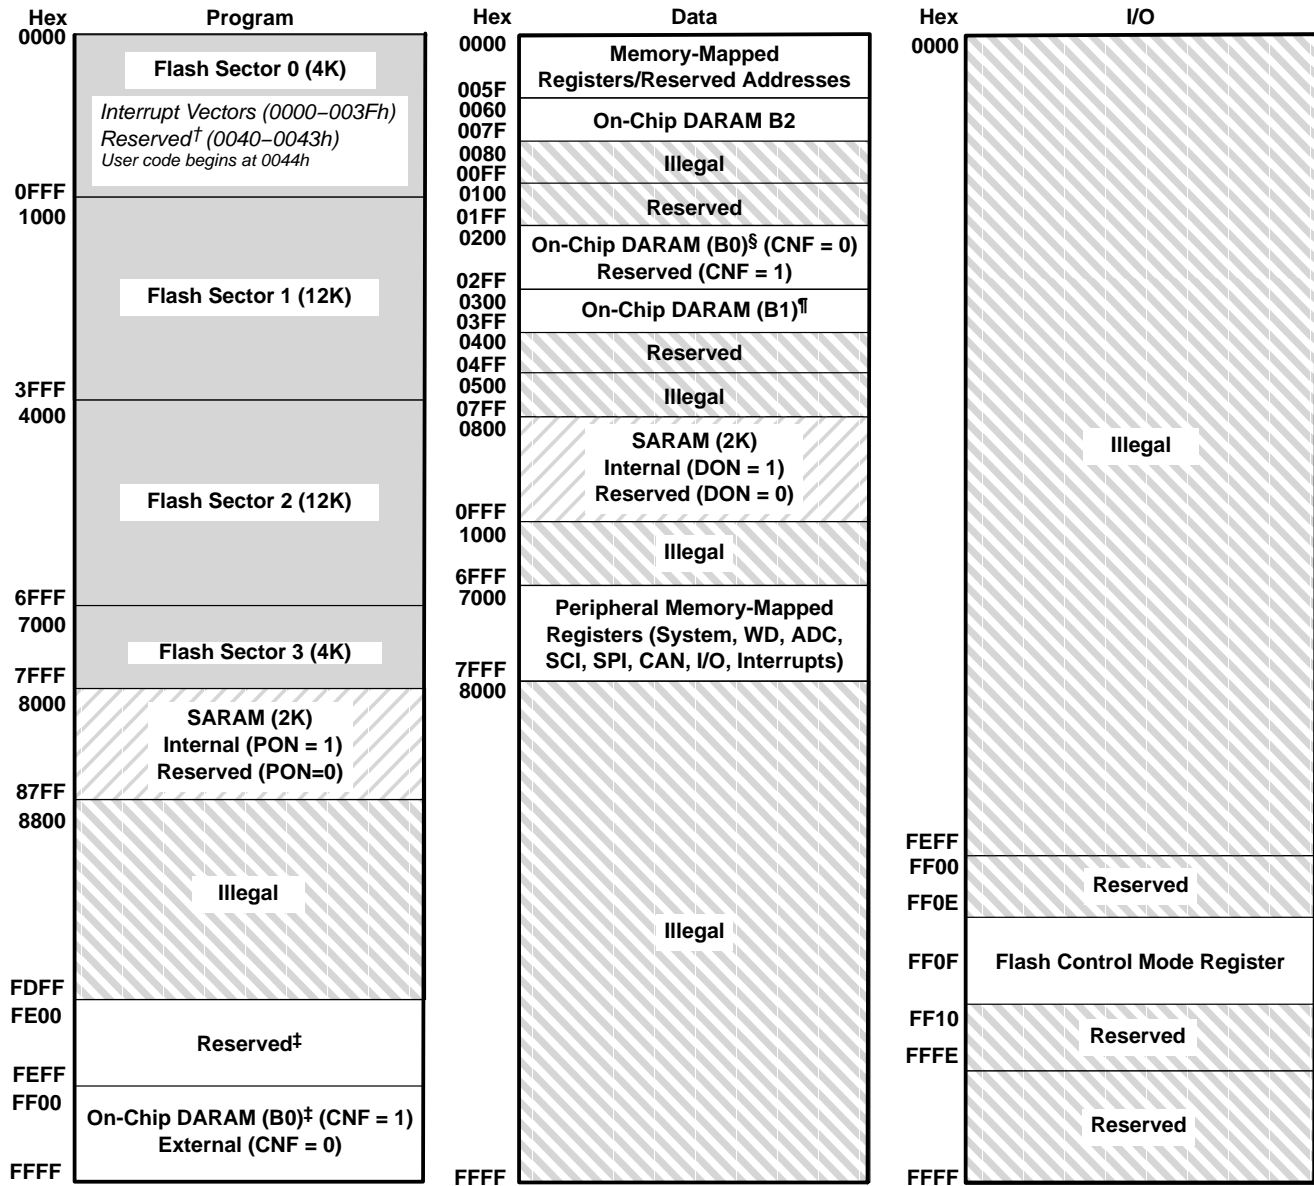 Hex Program
0000
Flash Sector 0 (4K)
Interrupt Vectors (0000–003Fh)
Reserved† (0040–0043h)
User code begins at 0044h
0FFF
1000
Flash Sector 1 (12K)
3FFF
4000
Flash Sector 2 (12K)
6FFF
7000
Flash Sector 3 (4K)
7FFF
8000
SARAM (2K)
Internal (PON = 1)
Reserved (PON=0)
87FF
8800
Illegal
FDFF
FE00
Reserved‡
FEFF
FF00
On-Chip DARAM (B0)‡ (CNF = 1)
External (CNF = 0)
FFFF
Hex Data
0000
Memory-Mapped
Registers/Reserved Addresses
005F
0060
On-Chip DARAM B2
007F
0080
Illegal
00FF
0100
Reserved
01FF
0200
On-Chip DARAM (B0)§ (CNF = 0)
Reserved (CNF = 1)
02FF
0300
On-Chip DARAM (B1)¶
03FF
0400
Reserved
04FF
0500
Illegal
07FF
0800
SARAM (2K)
Internal (DON = 1)
Reserved (DON = 0)
0FFF
1000
Illegal
6FFF
7000
Peripheral Memory-Mapped
Registers (System, WD, ADC,
SCI, SPI, CAN, I/O, Interrupts)
7FFF
8000
Illegal
FFFF
Hex I/O
0000
Illegal
FEFF
FF00
Reserved
FF0E
FF0F Flash Control Mode Register
FF10
Reserved
FFFE
Reserved
FFFF